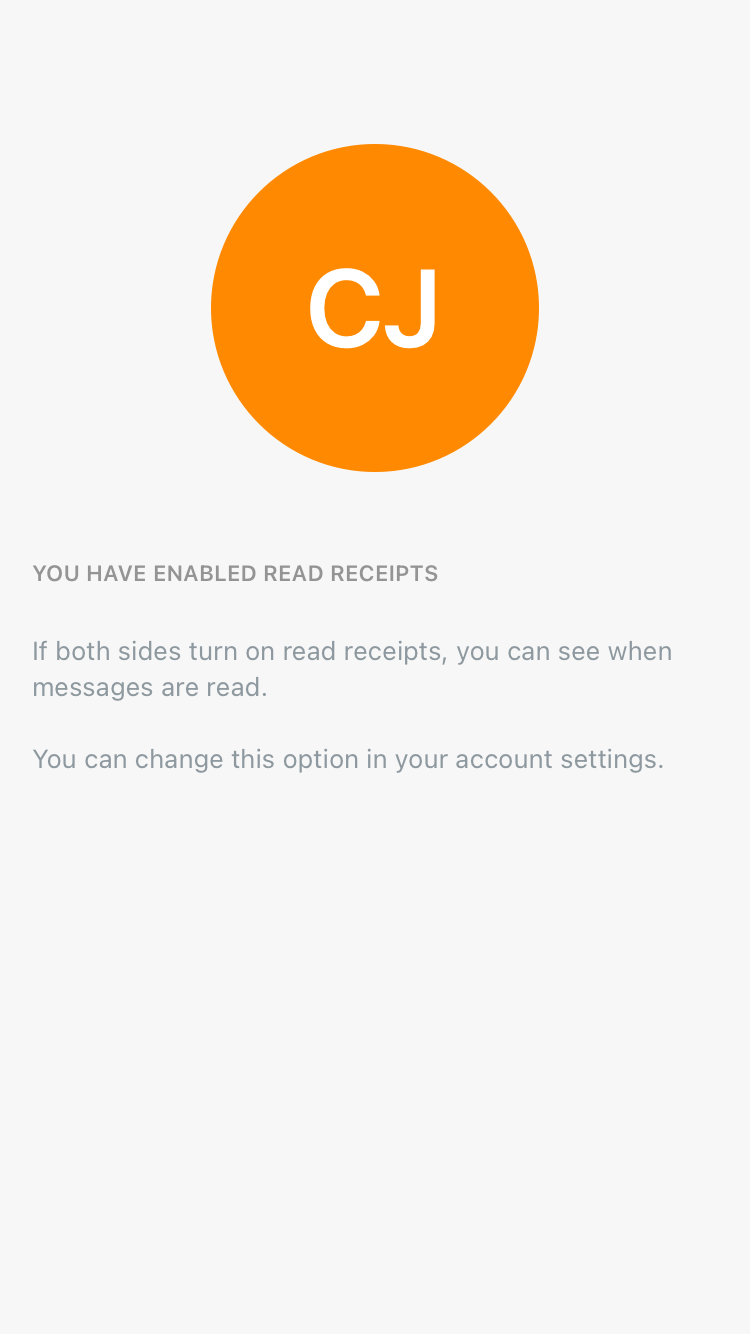 CJ
YOU HAVE ENABLED READ RECEIPTS
If both sides turn on read receipts, you can see when
messages are read.
You can change this option in your account settings.